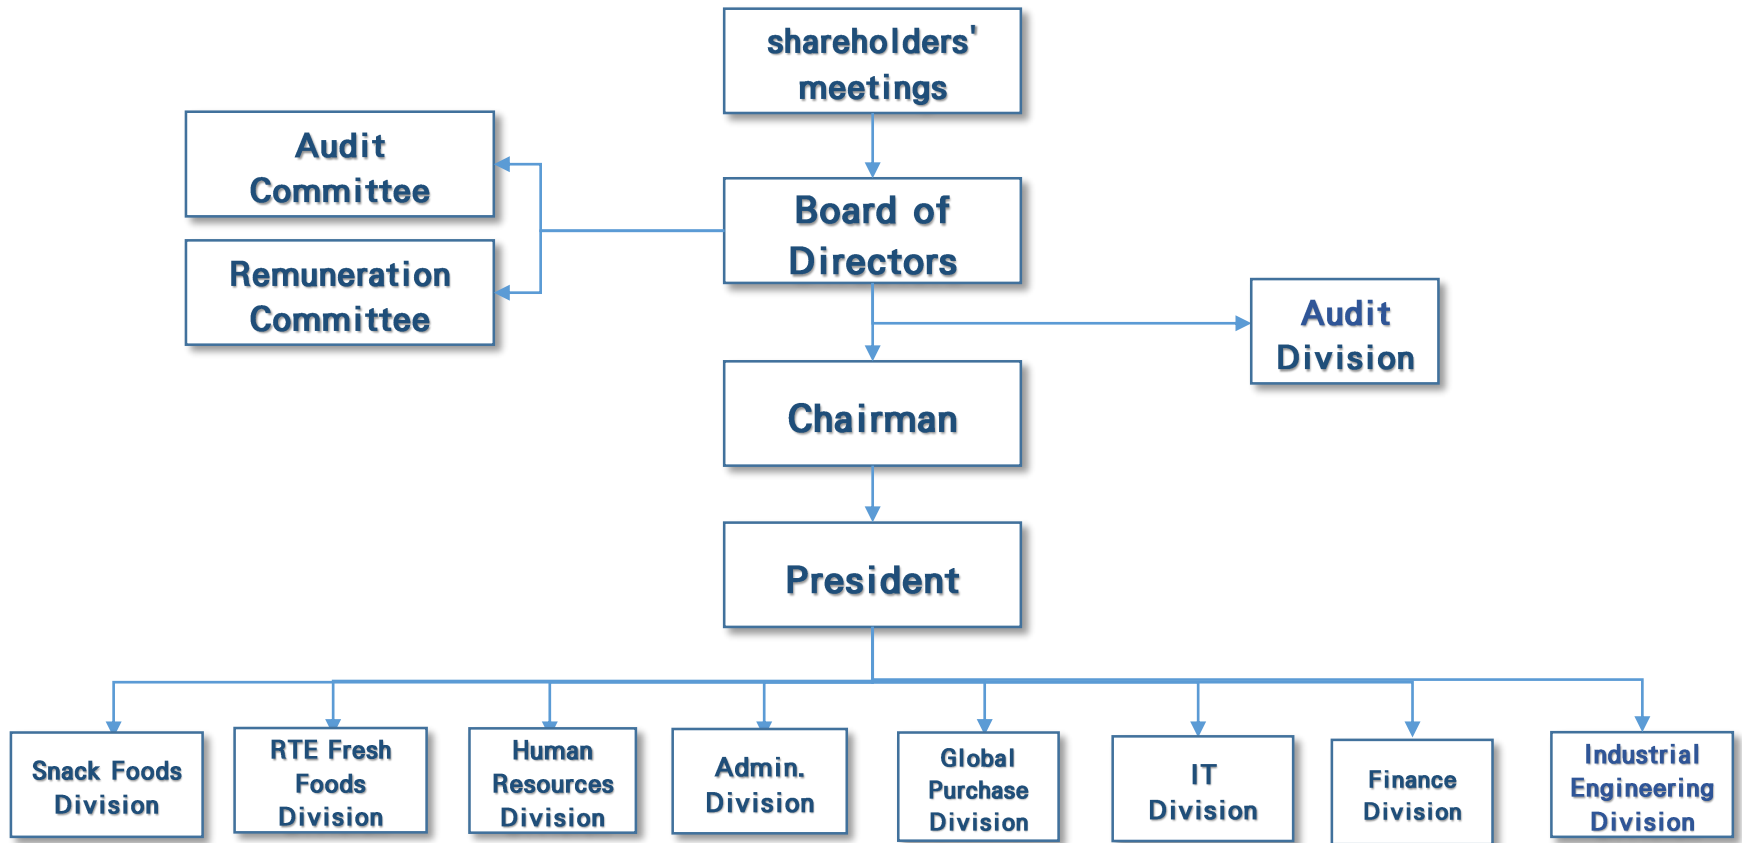 shareholders'
meetings
Audit
Committee
Board of
Directors
Remuneration
Committee
Audit
Division
Chairman
President
Snack Foods
Division
RTE Fresh
Foods
Division
Human
Resources
Division
Admin.
Division
Global
Purchase
Division
IT
Division
Finance
Division
Industrial
Engineering
Division